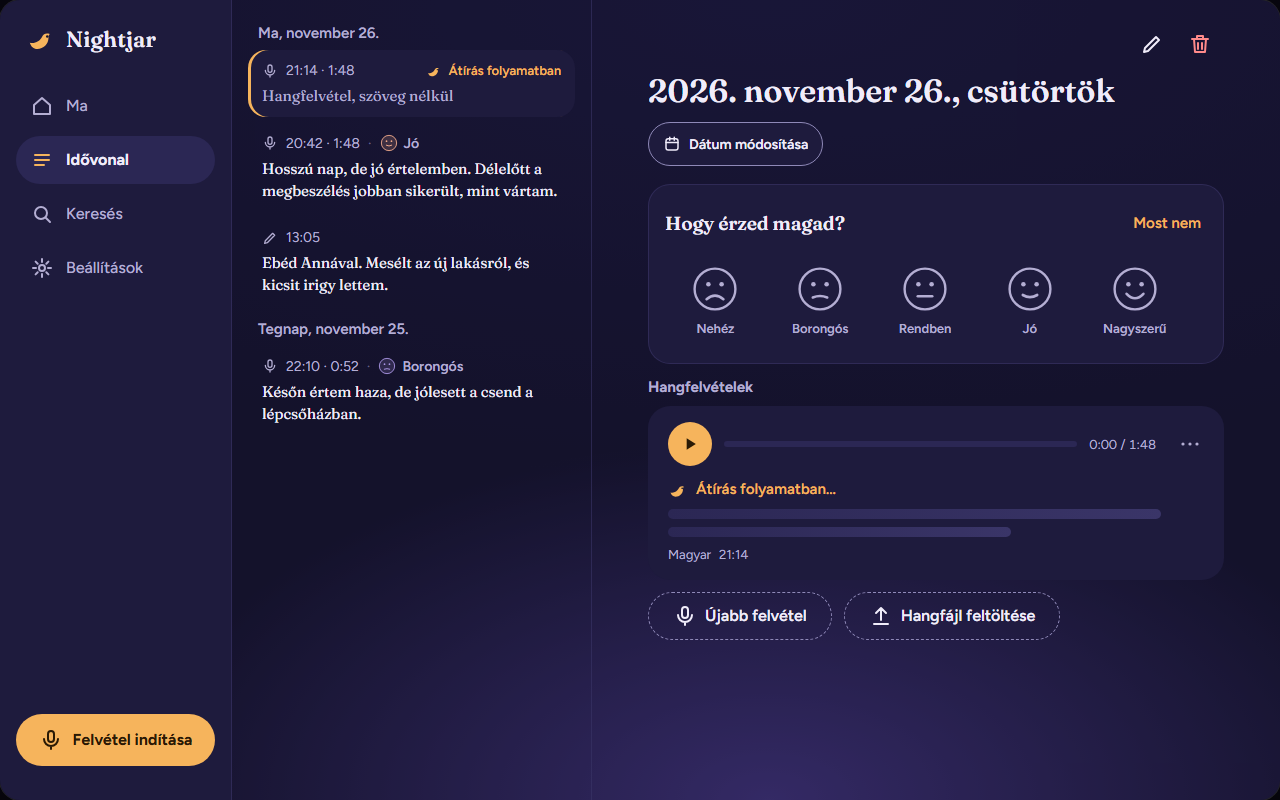 Nightjar
Ma
Idővonal
Keresés
Beállítások
Felvétel indítása
Ma, november 26.
21:14 · 1:48
Átírás folyamatban
Hangfelvétel, szöveg nélkül
20:42 · 1:48 · Jó
Hosszú nap, de jó értelemben. Délelőtt a
megbeszélés jobban sikerült, mint vártam.
13:05
Ebéd Annával. Mesélt az új lakásról, és
kicsit irigy lettem.
Tegnap, november 25.
22:10 · 0:52 · Borongós
Későn értem haza, de jólesett a csend a
lépcsőházban.
2026. november 26., csütörtök
Dátum módosítása
Hogy érzed magad?
Most nem
Nehéz
Borongós
Rendben
Jó
Nagyszerű
Hangfelvételek
0:00 / 1:48
Átírás folyamatban…
Magyar 21:14
Újabb felvétel
Hangfájl feltöltése